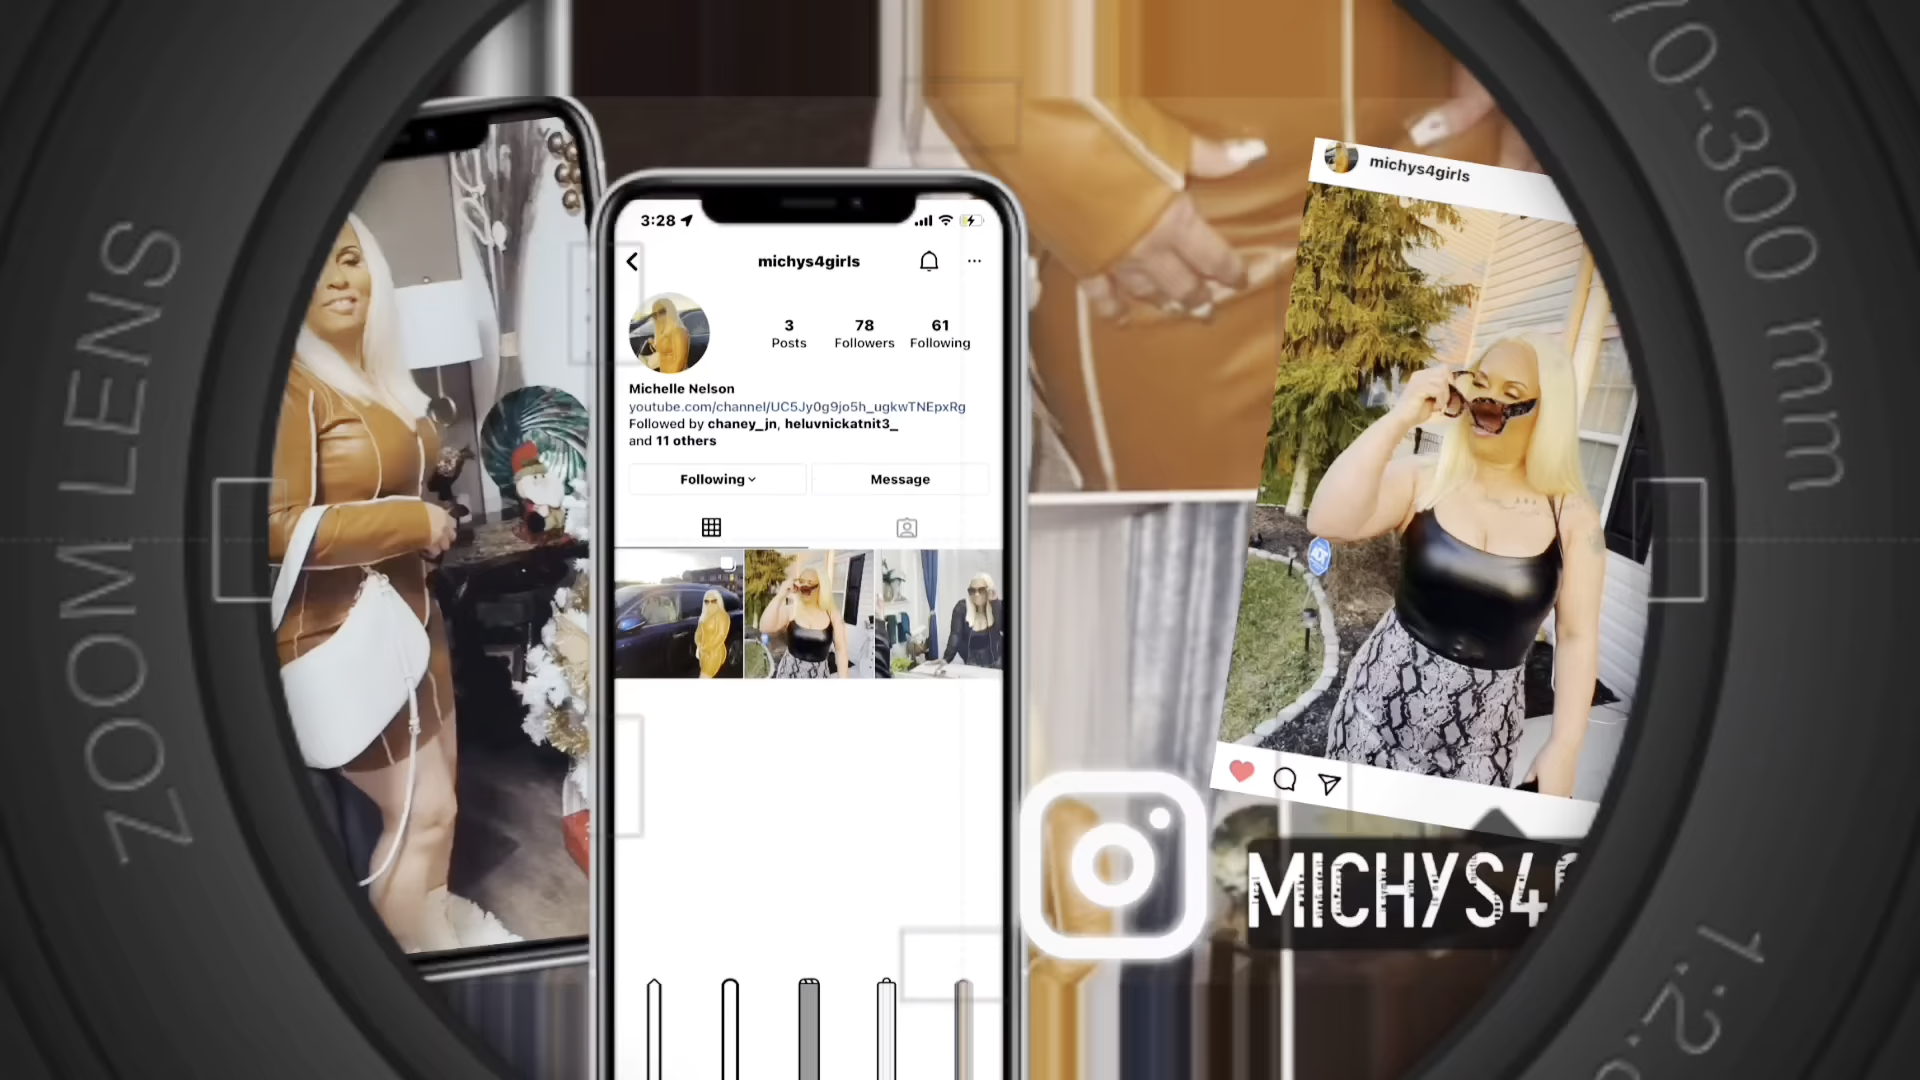 ZOOM LENS
70-300 mm
1:2.
3:28
michys4girls
3
78
61
Posts
Followers
Following
Michelle Nelson
youtube.com/channel/UC5Jy0g9jo5h_ugkwTNEpxRg
Followed by chaney_jn, heluvnickatnit3_
and 11 others
Following
Message
...
michys4girls
ADT
MICHYS4